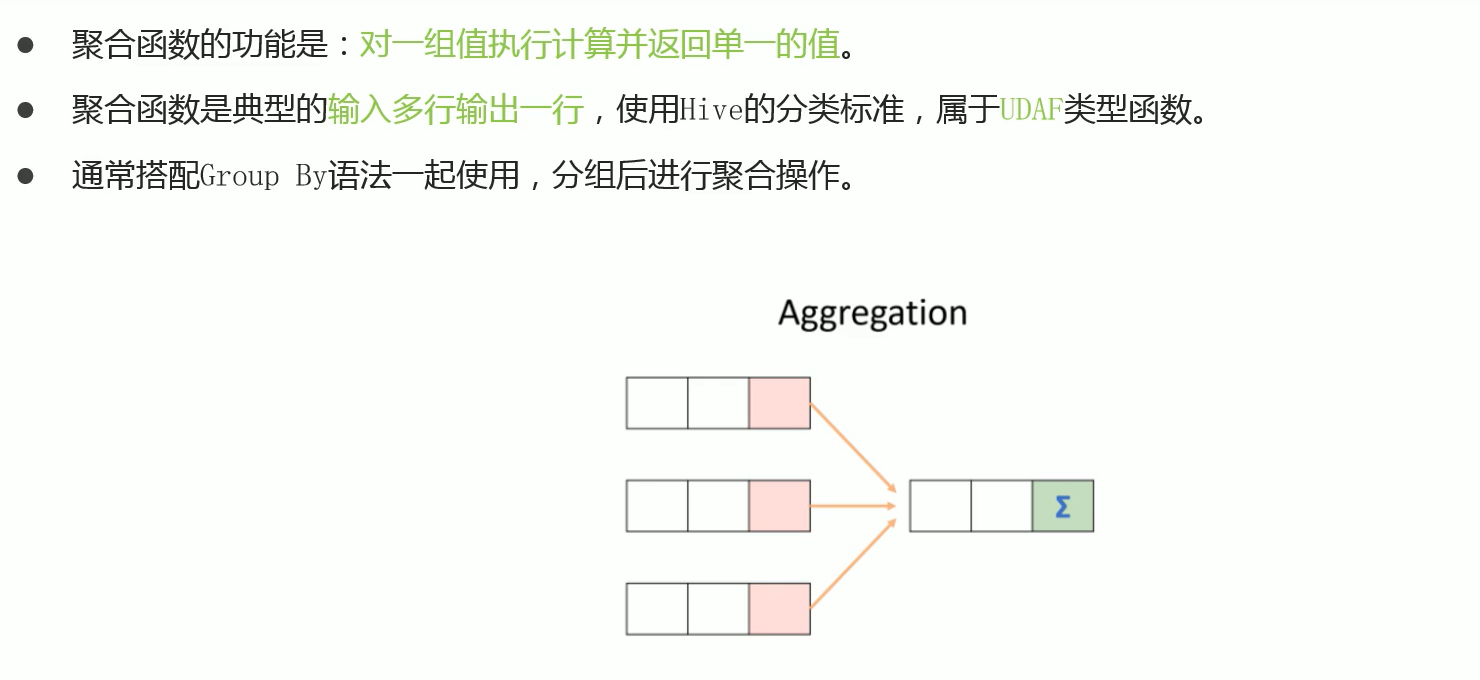 ● 聚合函数的功能是：对一组值执行计算并返回单一的值。
● 聚合函数是典型的输入多行输出一行，使用Hive的分类标准，属于UDAF类型函数。
● 通常搭配Group By语法一起使用，分组后进行聚合操作。
Aggregation
Σ